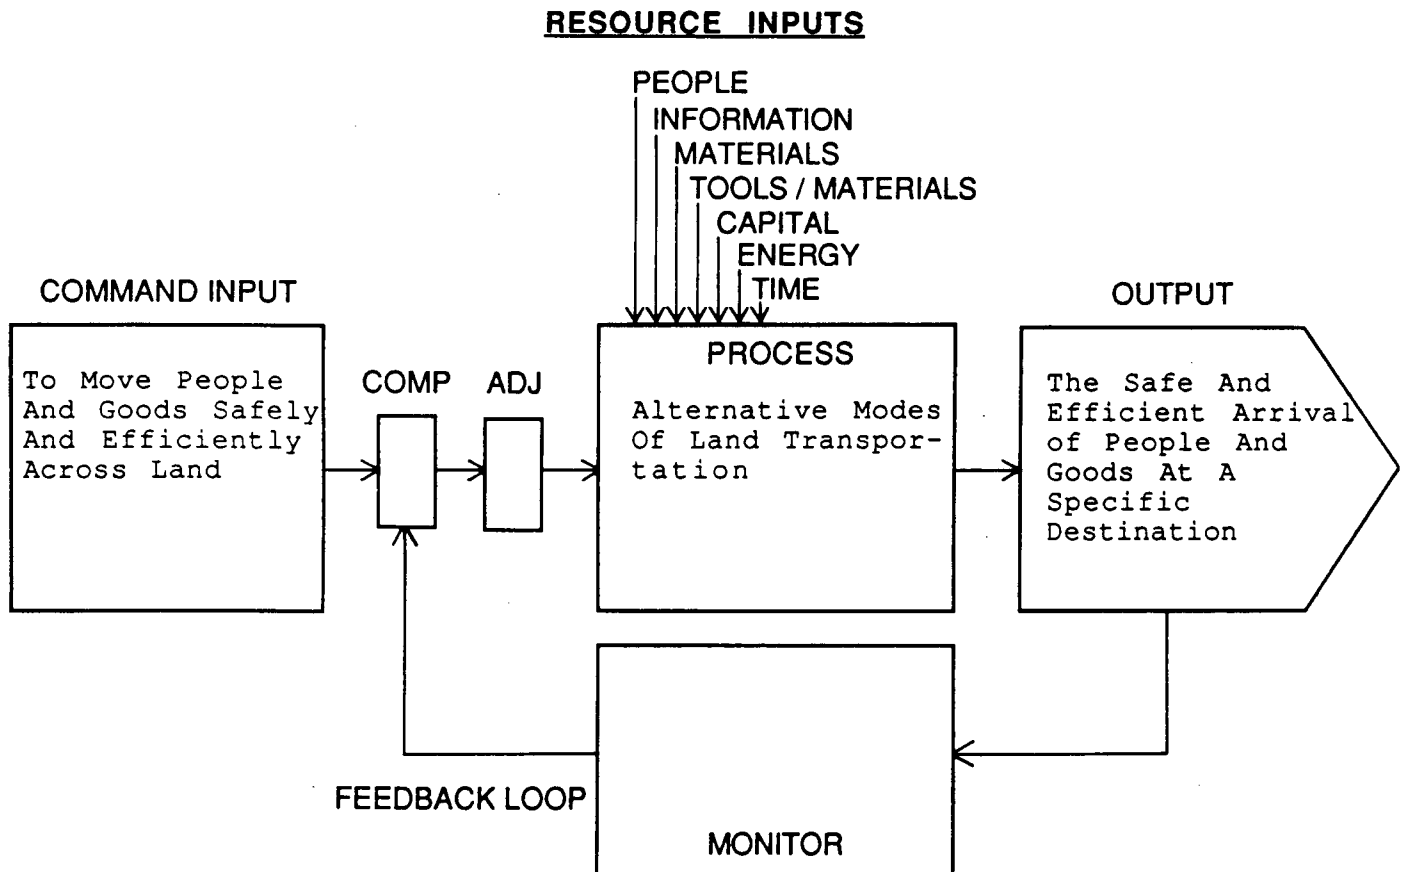 RESOURCE INPUTS
PEOPLE
INFORMATION
MATERIALS
TOOLS / MATERIALS
CAPITAL
ENERGY
TIME
COMMAND INPUT
To Move People
And Goods Safely
And Efficiently
Across Land
COMP
ADJ
PROCESS
Alternative Modes
Of Land Transpor-
tation
OUTPUT
The Safe And
Efficient Arrival
of People And
Goods At A
Specific
Destination
FEEDBACK LOOP
MONITOR